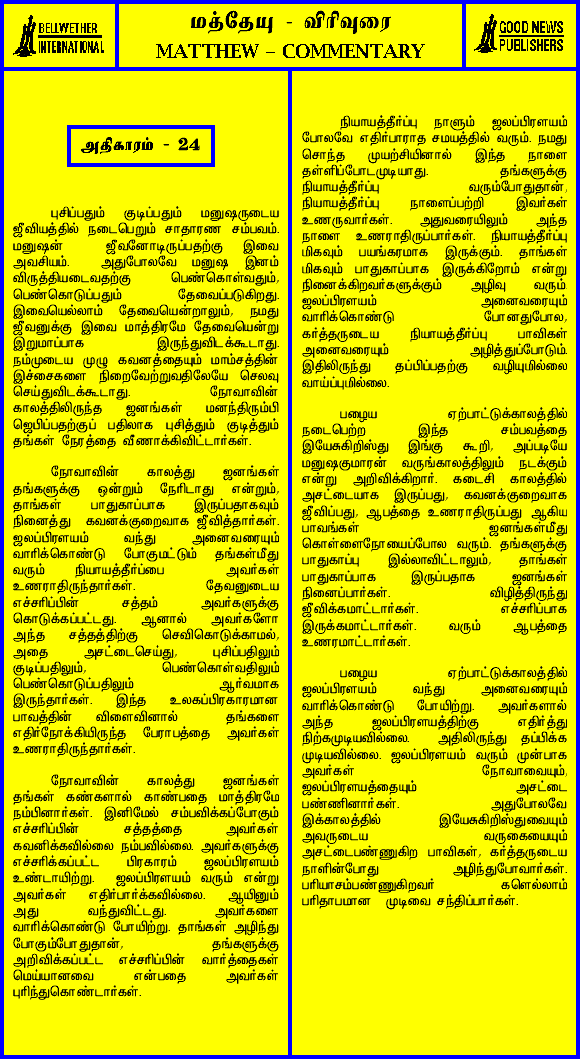 BELLWETHER
INTERNATIONAL
மத்தேயு - விரிவுரை
MATTHEW – COMMENTARY
GOOD NEWS
PUBLISHERS
அதிகாரம் - 24
புசிப்பதும் குடிப்பதும் மனுஷருடைய
ஜீவியத்தில் நடைபெறும் சாதாரண சம்பவம்.
மனுஷன் ஜீவனோடிருப்பதற்கு இவை
அவசியம். அதுபோலவே மனுஷ இனம்
விருத்தியடைவதற்கு பெண்கொள்வதும்,
பெண்கொடுப்பதும் தேவைப்படுகிறது.
இவையெல்லாம் தேவையென்றாலும், நமது
ஜீவனுக்கு இவை மாத்திரமே தேவையென்று
இறுமாப்பாக இருந்துவிடக்கூடாது.
நம்முடைய முழு கவனத்தையும் மாம்சத்தின்
இச்சைகளை நிறைவேற்றுவதிலேயே செலவு
செய்துவிடக்கூடாது. நோவாவின்
காலத்திலிருந்த ஜனங்கள் மனந்திரும்பி
ஜெபிப்பதற்குப் பதிலாக புசித்தும் குடித்தும்
தங்கள் நேரத்தை வீணாக்கிவிட்டார்கள்.
நோவாவின் காலத்து ஜனங்கள்
தங்களுக்கு ஒன்றும் நேரிடாது என்றும்,
தாங்கள் பாதுகாப்பாக இருப்பதாகவும்
நினைத்து கவனக்குறைவாக ஜீவித்தார்கள்.
ஜலப்பிரளயம் வந்து அனைவரையும்
வாரிக்கொண்டு போகுமட்டும் தங்கள்மீது
வரும் நியாயத்தீர்ப்பை அவர்கள்
உணராதிருந்தார்கள். தேவனுடைய
எச்சரிப்பின் சத்தம் அவர்களுக்கு
கொடுக்கப்பட்டது. ஆனால் அவர்களோ
அந்த சத்தத்திற்கு செவிகொடுக்காமல்,
அதை அசட்டைசெய்து, புசிப்பதிலும்
குடிப்பதிலும், பெண்கொள்வதிலும்
பெண்கொடுப்பதிலும் ஆர்வமாக
இருந்தார்கள். இந்த உலகப்பிரகாரமான
பாவத்தின் விளைவினால் தங்களை
எதிர்நோக்கியிருந்த பேராபத்தை அவர்கள்
உணராதிருந்தார்கள்.
நோவாவின் காலத்து ஜனங்கள்
தங்கள் கண்களால் காண்பதை மாத்திரமே
நம்பினார்கள். இனிமேல் சம்பவிக்கப்போகும்
எச்சரிப்பின் சத்தத்தை அவர்கள்
கவனிக்கவில்லை நம்பவில்லை. அவர்களுக்கு
எச்சரிக்கப்பட்ட பிரகாரம் ஜலப்பிரளயம்
உண்டாயிற்று. ஜலப்பிரளயம் வரும் என்று
அவர்கள் எதிர்பார்க்கவில்லை. ஆயினும்
அது வந்துவிட்டது. அவர்களை
வாரிக்கொண்டு போயிற்று. தாங்கள் அழிந்து
போகும்போதுதான், தங்களுக்கு
அறிவிக்கப்பட்ட எச்சரிப்பின் வார்த்தைகள்
மெய்யானவை என்பதை அவர்கள்
புரிந்துகொண்டார்கள்.
நியாயத்தீர்ப்பு நாளும் ஜலப்பிரளயம்
போலவே எதிர்பாராத சமயத்தில் வரும். நமது
சொந்த முயற்சியினால் இந்த நாளை
தள்ளிப்போடமுடியாது. தங்களுக்கு
நியாயத்தீர்ப்பு வரும்போதுதான்,
நியாயத்தீர்ப்பு நாளைப்பற்றி இவர்கள்
உணருவார்கள். அதுவரையிலும் அந்த
நாளை உணராதிருப்பார்கள். நியாயத்தீர்ப்பு
மிகவும் பயங்கரமாக இருக்கும். தாங்கள்
மிகவும் பாதுகாப்பாக இருக்கிறோம் என்று
நினைக்கிறவர்களுக்கும் அழிவு வரும்.
ஜலப்பிரளயம் அனைவரையும்
வாரிக்கொண்டு போனதுபோல,
கர்த்தருடைய நியாயத்தீர்ப்பு பாவிகள்
அனைவரையும் அழித்துப்போடும்.
இதிலிருந்து தப்பிப்பதற்கு வழியுமில்லை
வாய்ப்புமில்லை.
பழைய ஏற்பாட்டுக்காலத்தில்
நடைபெற்ற இந்த சம்பவத்தை
இயேசுகிறிஸ்து இங்கு கூறி, அப்படியே
மனுஷகுமாரன் வருங்காலத்திலும் நடக்கும்
என்று அறிவிக்கிறார். கடைசி காலத்தில்
அசட்டையாக இருப்பது, கவனக்குறைவாக
ஜீவிப்பது, ஆபத்தை உணராதிருப்பது ஆகிய
பாவங்கள் ஜனங்கள்மீது
கொள்ளைநோயைப்போல வரும். தங்களுக்கு
பாதுகாப்பு இல்லாவிட்டாலும், தாங்கள்
பாதுகாப்பாக இருப்பதாக ஜனங்கள்
நினைப்பார்கள். விழித்திருந்து
ஜீவிக்கமாட்டார்கள். எச்சரிப்பாக
இருக்கமாட்டார்கள். வரும் ஆபத்தை
உணரமாட்டார்கள்.
பழைய ஏற்பாட்டுக்காலத்தில்
ஜலப்பிரளயம் வந்து அனைவரையும்
வாரிக்கொண்டு போயிற்று. அவர்களால்
அந்த ஜலப்பிரளயத்திற்கு எதிர்த்து
நிற்கமுடியவில்லை. அதிலிருந்து தப்பிக்க
முடியவில்லை. ஜலப்பிரளயம் வரும் முன்பாக
அவர்கள் நோவாவையும்,
ஜலப்பிரளயத்தையும் அசட்டை
பண்ணினார்கள். அதுபோலவே
இக்காலத்தில் இயேசுகிறிஸ்துவையும்
அவருடைய வருகையையும்
அசட்டைபண்ணுகிற பாவிகள், கர்த்தருடைய
நாளின்போது அழிந்துபோவார்கள்.
பரியாசம்பண்ணுகிறவர் களெல்லாம்
பரிதாபமான முடிவை சந்திப்பார்கள்.